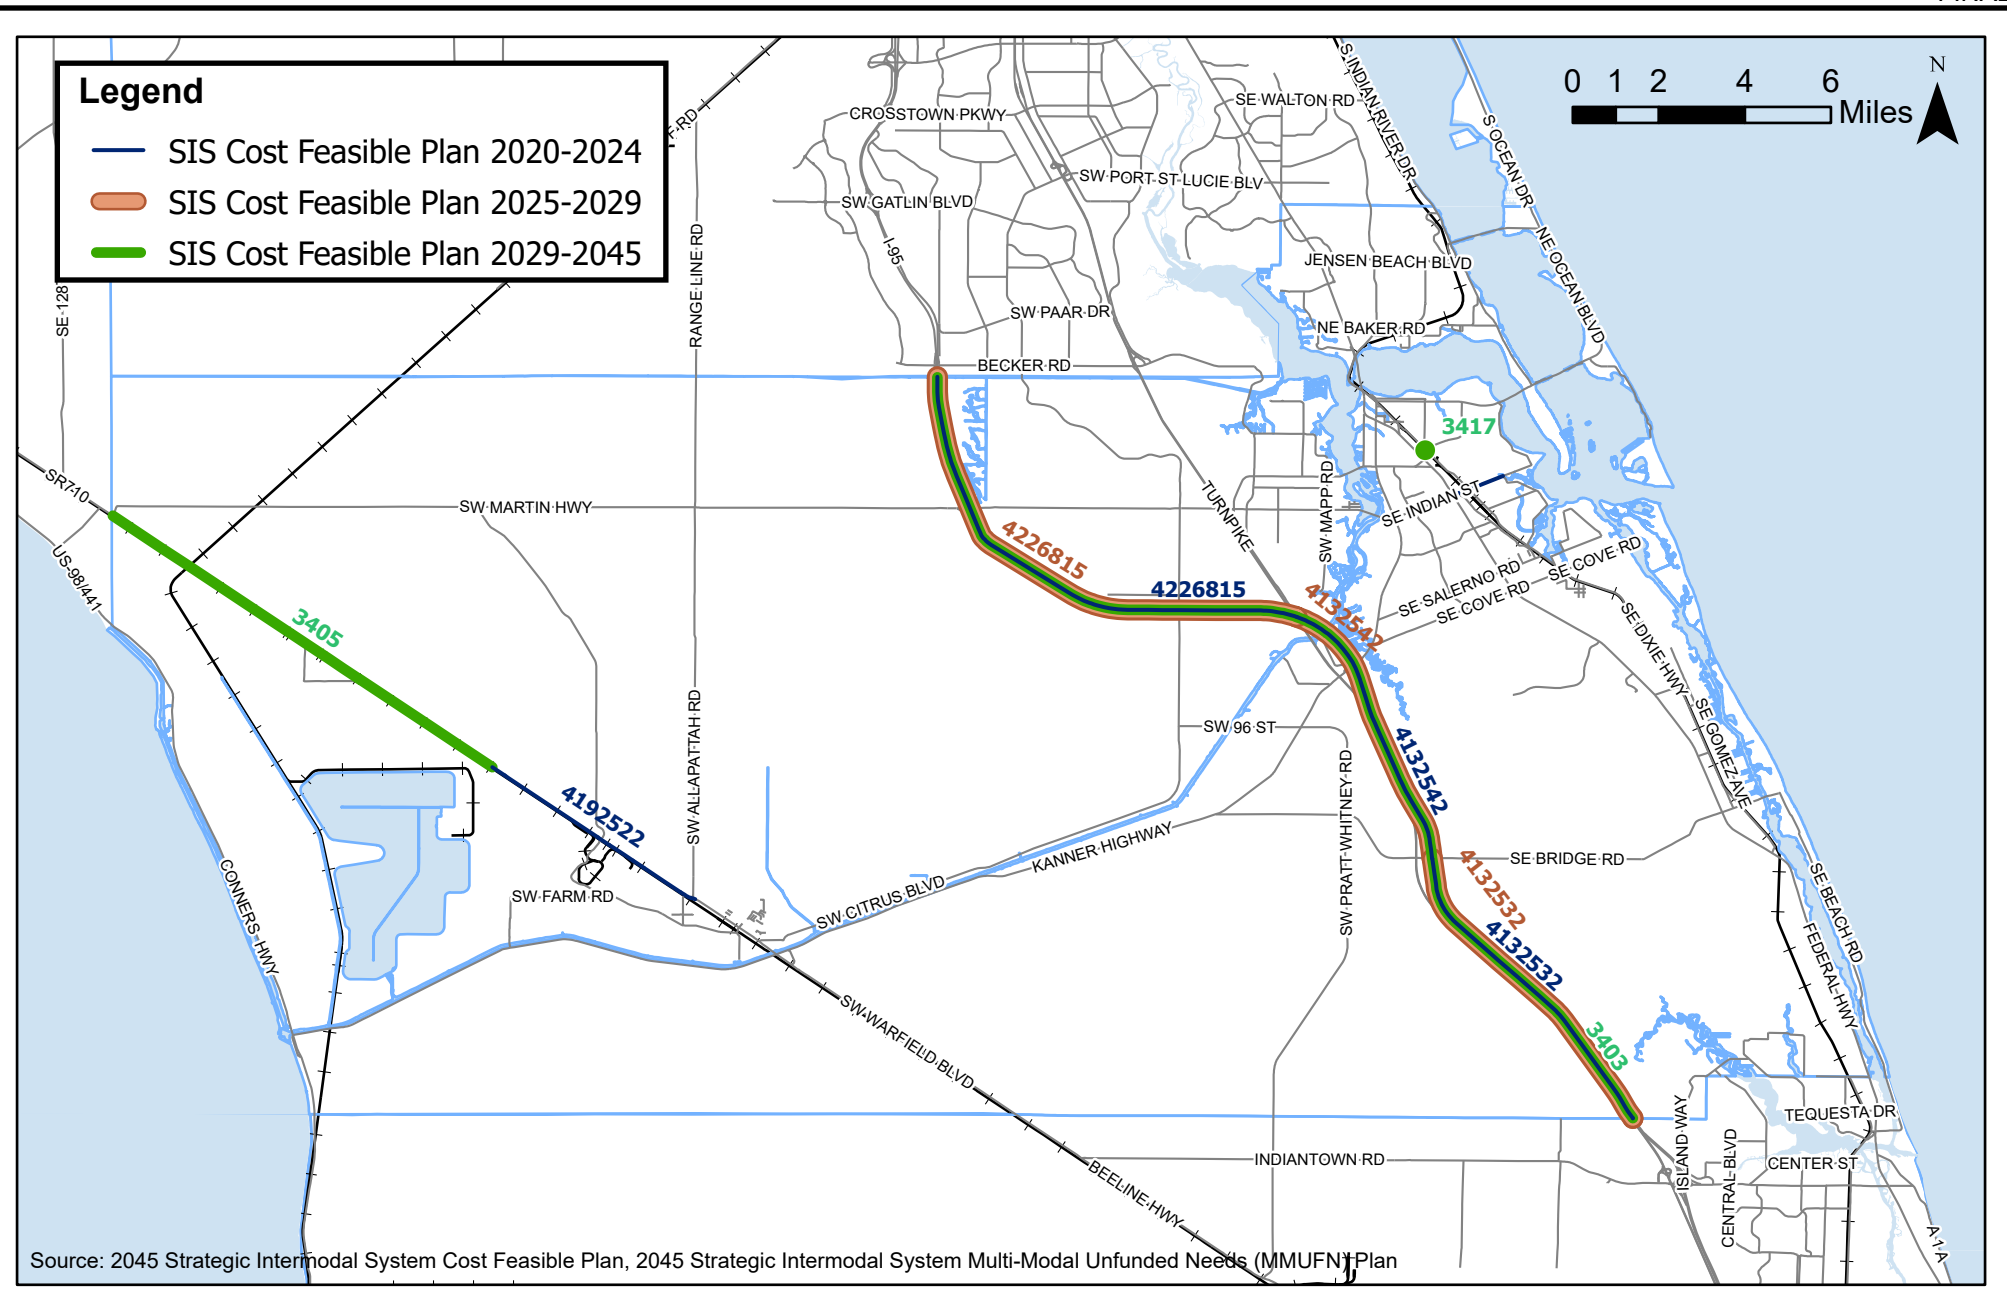 Legend
SIS Cost Feasible Plan 2020-2024
SIS Cost Feasible Plan 2025-2029
SIS Cost Feasible Plan 2029-2045
0 1 2 4 6
Miles
N
CROSSTOWN PKWY
SE WALTON RD
S INDIAN RIVER DR
S OCEAN DR
SW PORT ST LUCIE BLV
SW GATLIN BLVD
I-95
RANGE LINE RD
JENSEN BEACH BLVD
NE OCEAN BLVD
SE 128
SW PAAR DR
NE BAKER RD
BECKER RD
3417
SR710
SW MARTIN HWY
TURNPIKE
SW MAPP RD
SE INDIAN ST
US-98/441
4226815
4226815
4132542
SE SALERNO RD
SE COVE RD
SE COVE RD
3405
SE DIXIE HWY
SW ALLAPATTAH RD
SW 96 ST
4132542
SE GOMEZ AVE
SW PRATT WHITNEY RD
4192522
KANNER HIGHWAY
SE BRIDGE RD
4132532
CONNERS HWY
SW FARM RD
SW CITRUS BLVD
4132532
SE BEACH RD
FEDERAL HWY
SW WARFIELD BLVD
3403
ISLAND WAY
TEQUESTA DR
CENTRAL BLVD
CENTER ST
INDIANTOWN RD
BEELINE HWY
A 1 A
Source: 2045 Strategic Intermodal System Cost Feasible Plan, 2045 Strategic Intermodal System Multi-Modal Unfunded Needs (MMUFN) Plan